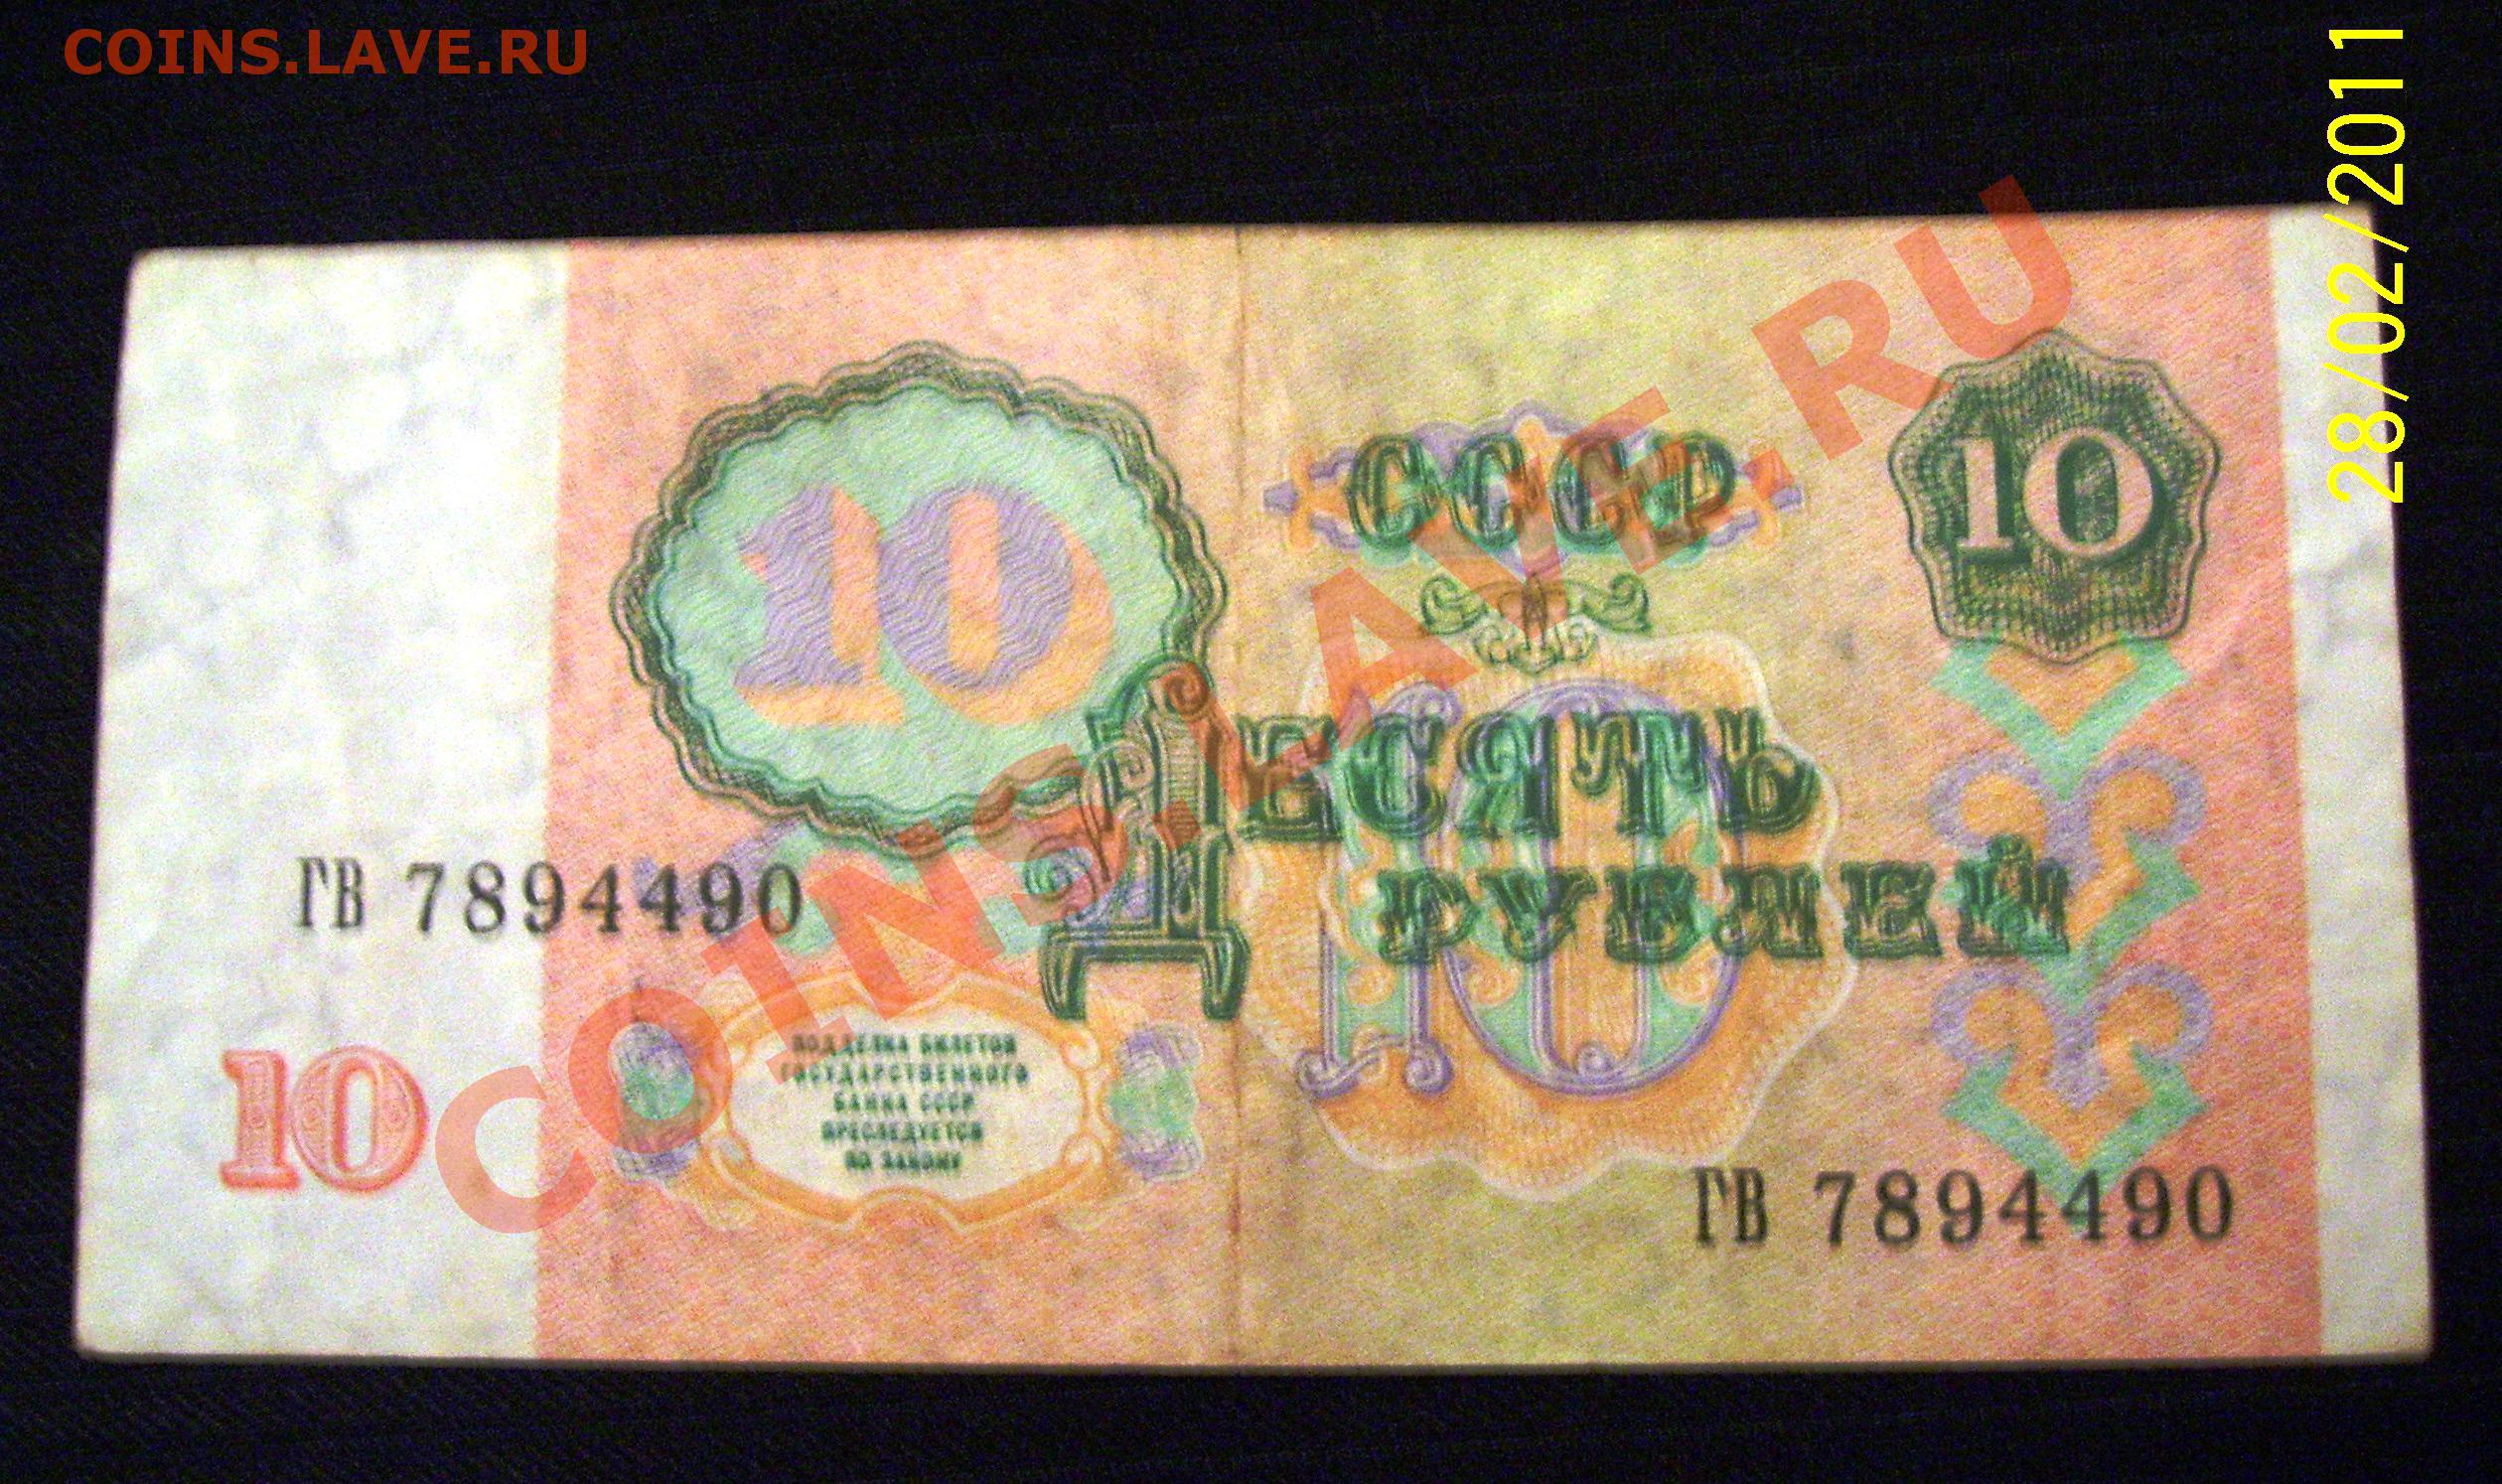 COINS.LAVE.RU
28/02/2011
10
СССР
10
ДЕСЯТЬ
РУБЛЕЙ
10
ГВ 7894490
10
ПОДДЕЛКА БИЛЕТОВ
ГОСУДАРСТВЕННОГО
БАНКА СССР
ПРЕСЛЕДУЕТСЯ
ПО ЗАКОНУ
ГВ 7894490
COINS.LAVE.RU